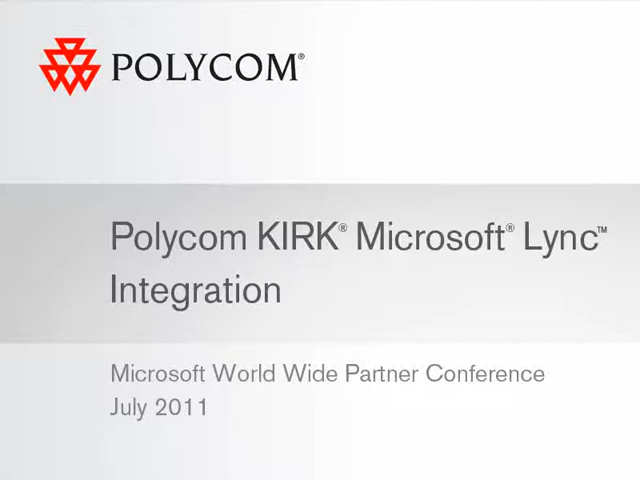 POLYCOM®
Polycom KIRK® Microsoft® Lync™
Integration
Microsoft World Wide Partner Conference
July 2011